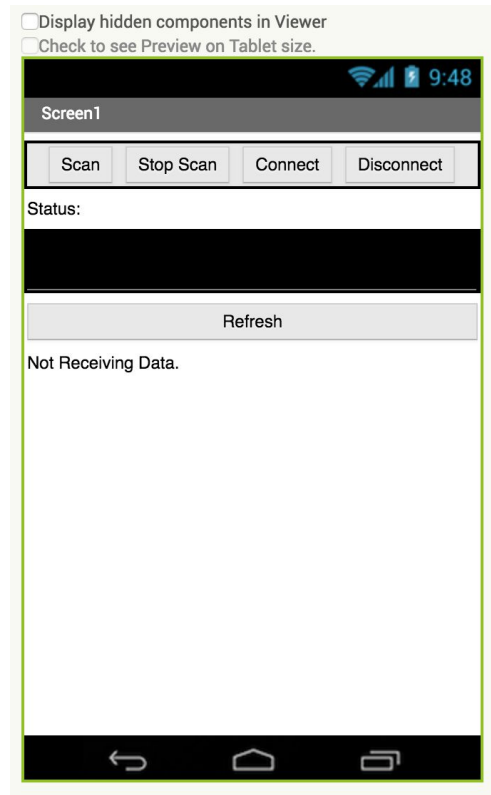 Display hidden components in Viewer
Check to see Preview on Tablet size.
9:48
Screen1
Scan Stop Scan Connect Disconnect
Status:
Refresh
Not Receiving Data.